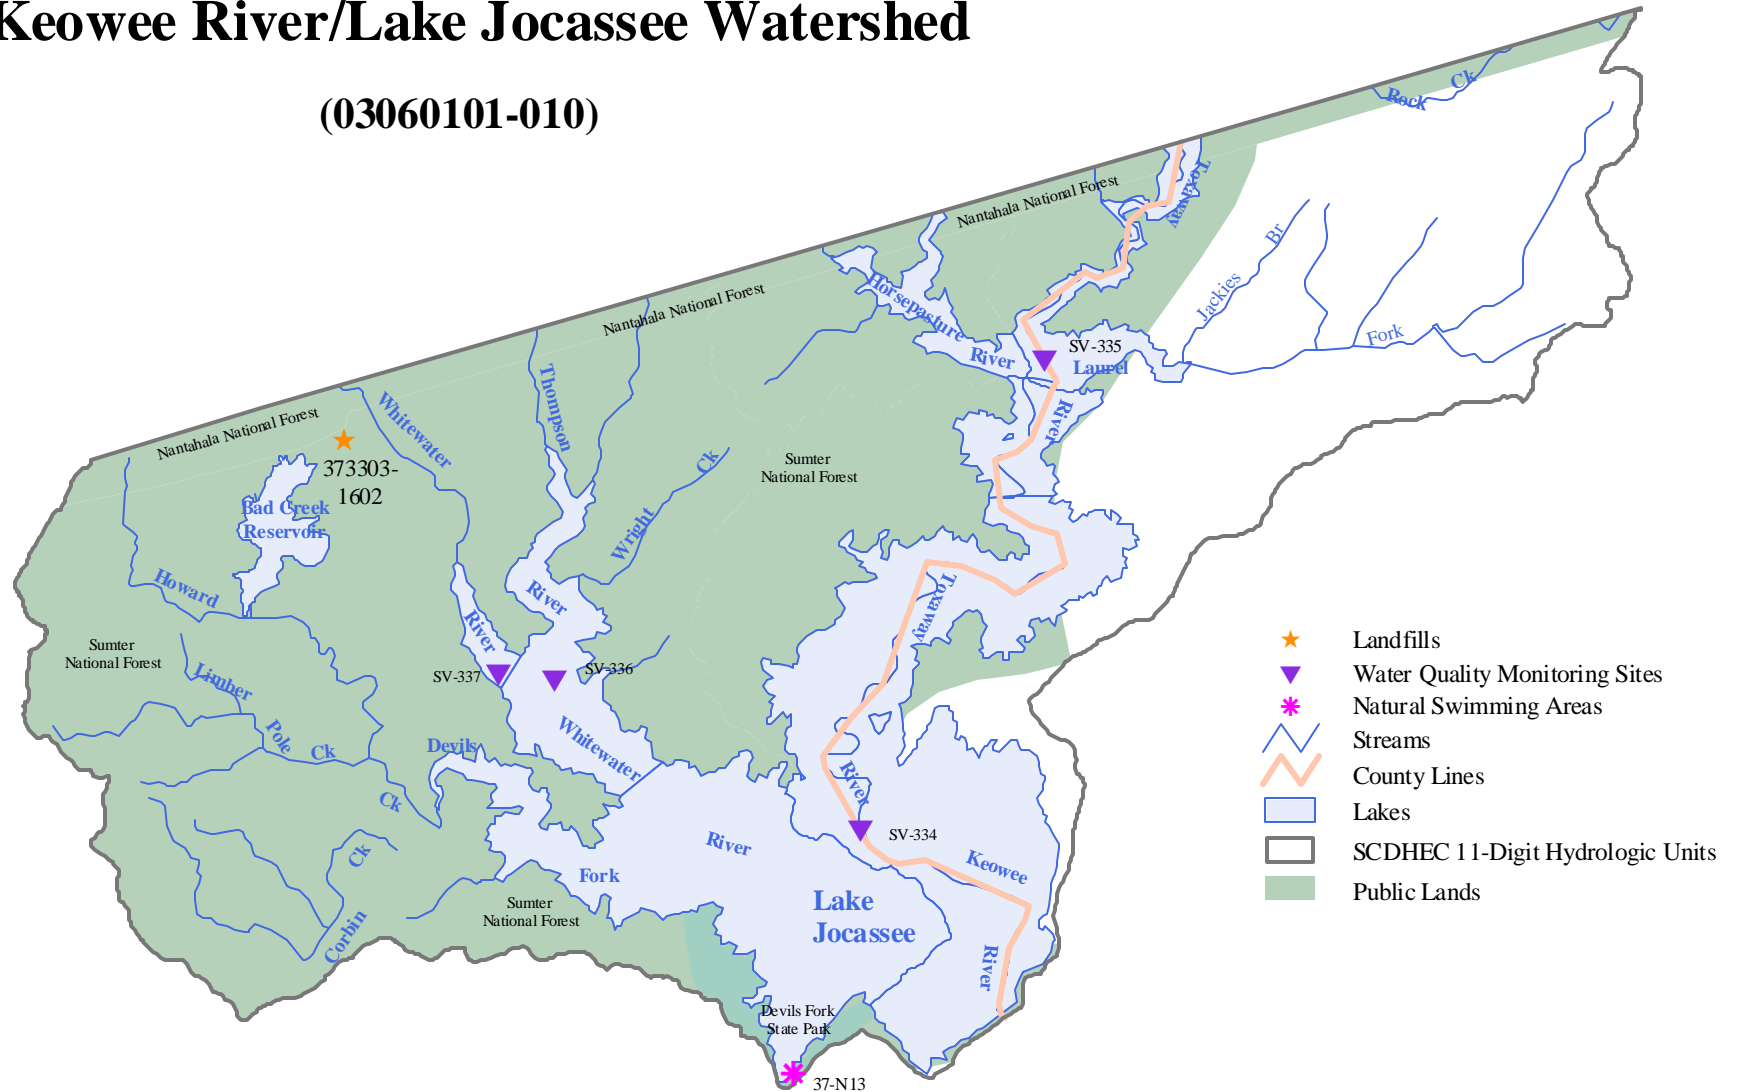 Keowee River/Lake Jocassee Watershed
(03060101-010)
Ck
Rock
Toxaway
Nantahala National Forest
Br
Jackies
Fork
Horsepasture
River
SV-335
Laurel
River
Nantahala National Forest
Thompson
Whitewater
Nantahala National Forest
373303-
1602
Bad Creek
Reservoir
Ck
Wright
Sumter
National Forest
Howard
River
River
Toxaway
Sumter
National Forest
SV-337
SV-336
Limber
Pole
Ck
Devils
Whitewater
River
Ck
SV-334
River
Keowee
Ck
Fork
Sumter
National Forest
Lake
Jocassee
Corbin
River
Devils Fork
State Park
37-N13
Landfills
Water Quality Monitoring Sites
Natural Swimming Areas
Streams
County Lines
Lakes
SCDHEC 11-Digit Hydrologic Units
Public Lands